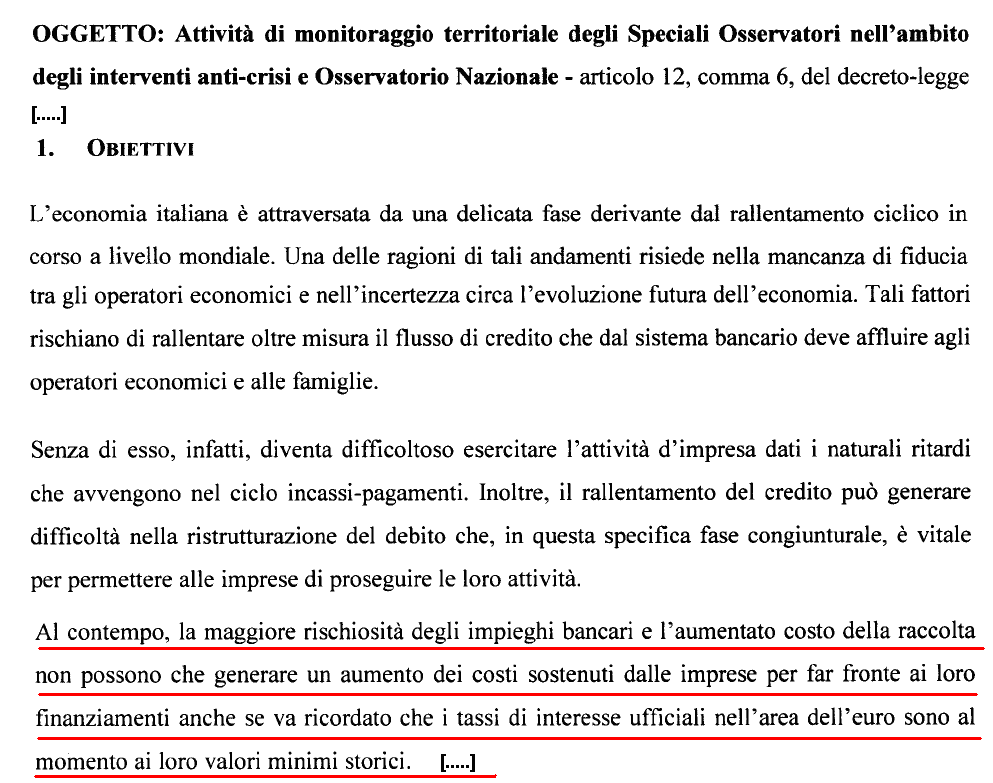 OGGETTO: Attività di monitoraggio territoriale degli Speciali Osservatori nell'ambito
degli interventi anti-crisi e Osservatorio Nazionale - articolo 12, comma 6, del decreto-legge
[.....]
1. OBIETTIVI
L'economia italiana è attraversata da una delicata fase derivante dal rallentamento ciclico in
corso a livello mondiale. Una delle ragioni di tali andamenti risiede nella mancanza di fiducia
tra gli operatori economici e nell'incertezza circa l'evoluzione futura dell'economia. Tali fattori
rischiano di rallentare oltre misura il flusso di credito che dal sistema bancario deve affluire agli
operatori economici e alle famiglie.
Senza di esso, infatti, diventa difficoltoso esercitare l'attività d'impresa dati i naturali ritardi
che avvengono nel ciclo incassi-pagamenti. Inoltre, il rallentamento del credito può generare
difficoltà nella ristrutturazione del debito che, in questa specifica fase congiunturale, è vitale
per permettere alle imprese di proseguire le loro attività.
Al contempo, la maggiore rischiosità degli impieghi bancari e l'aumentato costo della raccolta
non possono che generare un aumento dei costi sostenuti dalle imprese per far fronte ai loro
finanziamenti anche se va ricordato che i tassi di interesse ufficiali nell'area dell'euro sono al
momento ai loro valori minimi storici. [.....]